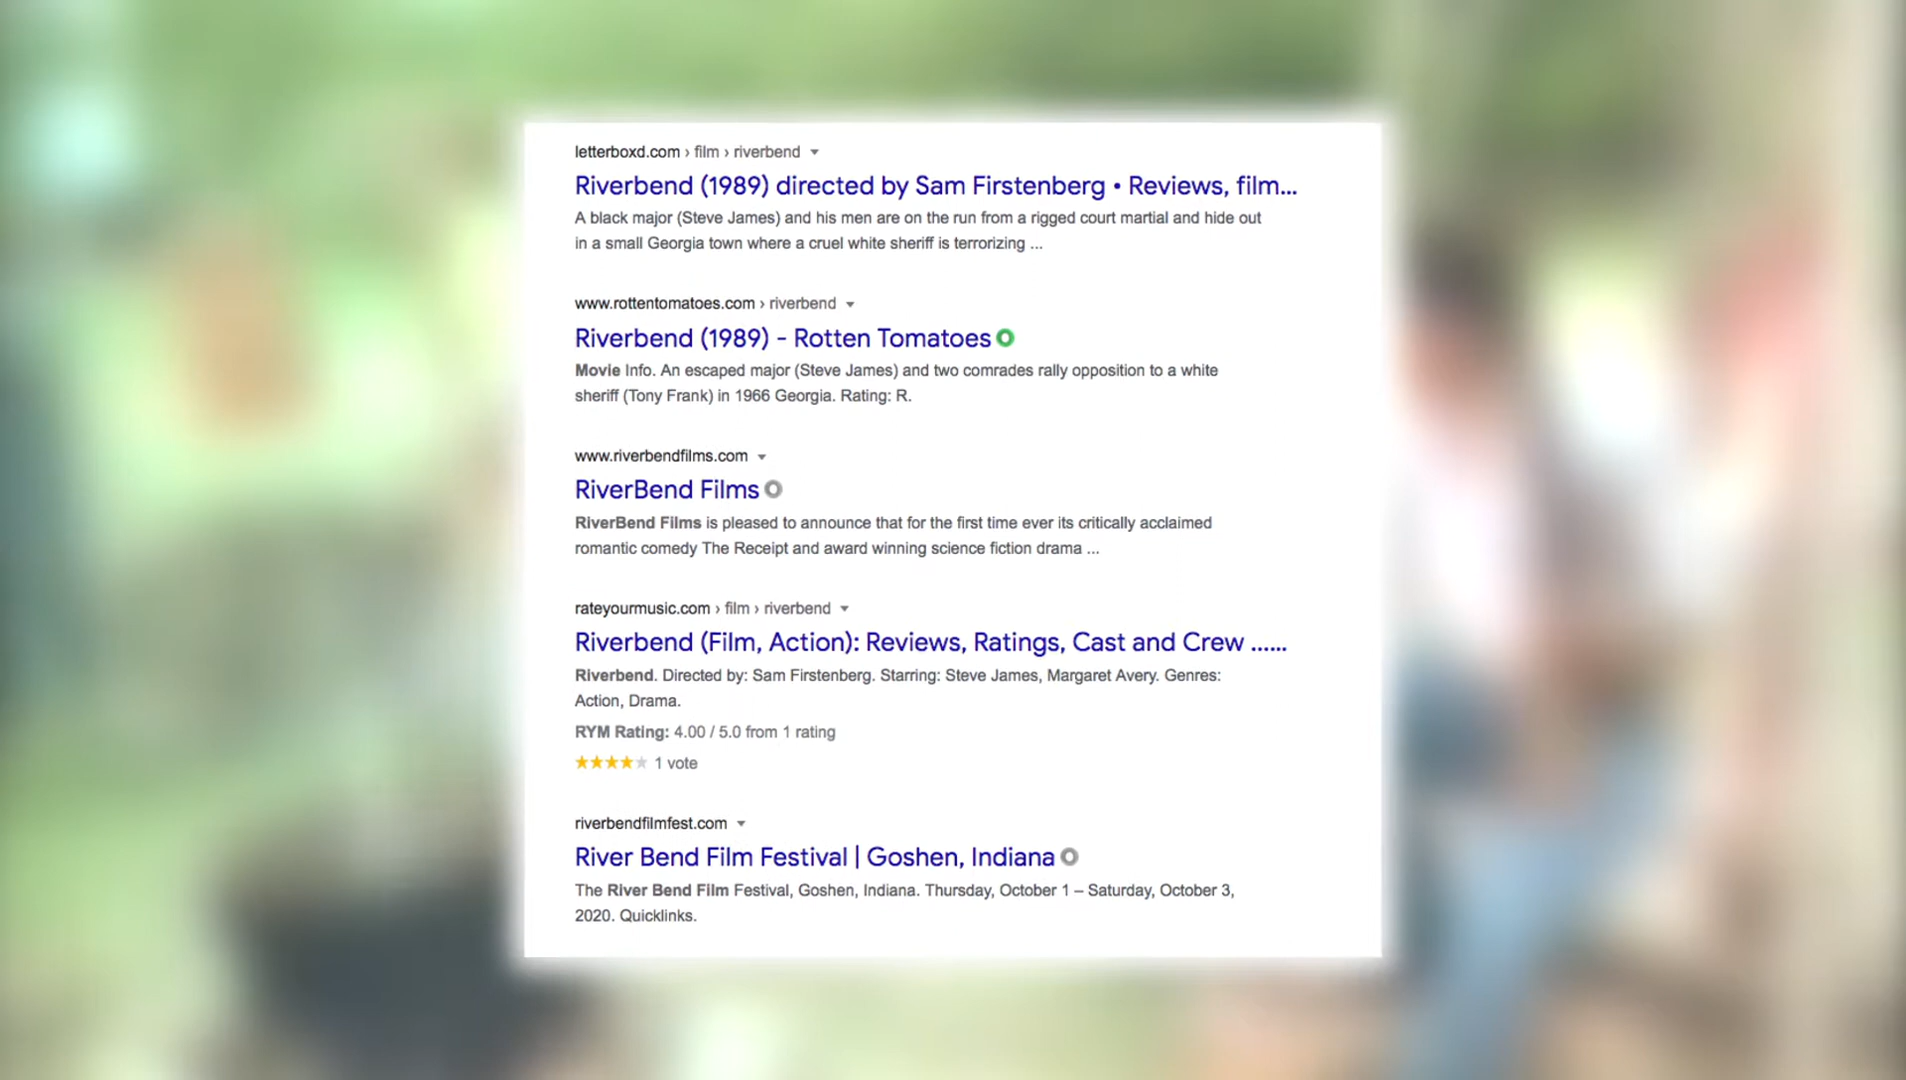 letterboxd.com › film › riverbend
Riverbend (1989) directed by Sam Firstenberg • Reviews, film...
A black major (Steve James) and his men are on the run from a rigged court martial and hide out
in a small Georgia town where a cruel white sheriff is terrorizing ...
www.rottentomatoes.com › riverbend
Riverbend (1989) - Rotten Tomatoes
Movie Info. An escaped major (Steve James) and two comrades rally opposition to a white
sheriff (Tony Frank) in 1966 Georgia. Rating: R.
www.riverbendfilms.com
RiverBend Films
RiverBend Films is pleased to announce that for the first time ever its critically acclaimed
romantic comedy The Receipt and award winning science fiction drama ...
rateyourmusic.com › film › riverbend
Riverbend (Film, Action): Reviews, Ratings, Cast and Crew ......
Riverbend. Directed by: Sam Firstenberg. Starring: Steve James, Margaret Avery. Genres:
Action, Drama.
RYM Rating: 4.00 / 5.0 from 1 rating
1 vote
riverbendfilmfest.com
River Bend Film Festival | Goshen, Indiana
The River Bend Film Festival, Goshen, Indiana. Thursday, October 1 – Saturday, October 3,
2020. Quicklinks.